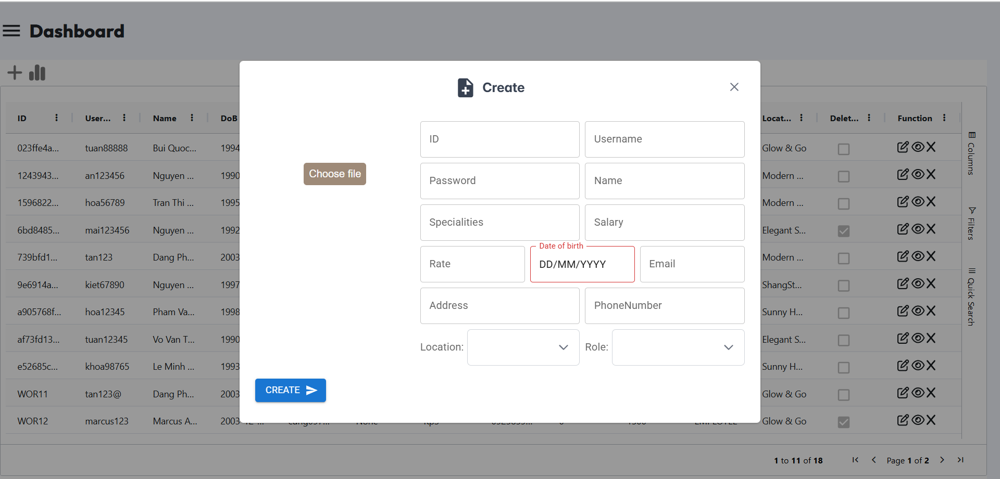 Dashboard
Create
ID User... Name DoB Locat... Delet... Function
Columns
Filters
Quick Search
023ffe4a... tuan88888 Bui Quoc... 1994 Glow & Go
1243943... an123456 Nguyen ... 1990 Modern ...
1596822... hoa56789 Tran Thi ... 1995 Modern ...
6bd8485... mai123456 Nguyen ... 1992 Elegant S...
739bfd1... tan123 Dang Ph... 2003 Modern ...
9e6914a... kiet67890 Nguyen ... 1997 ShangSt...
a905768f... hoa12345 Pham Va... 1998 Sunny H...
af73fd13... tuan12345 Vo Van T... 1990 Elegant S...
e52685c... khoa98765 Le Minh ... 1993 Sunny H...
WOR11 tan123@ Dang Ph... 2003 Glow & Go
WOR12 marcus123 Marcus A... 2003 Glow & Go
ID Username
Choose file
Password Name
Specialities Salary
Date of birth
Rate DD/MM/YYYY Email
Address PhoneNumber
Location: Role:
CREATE
1 to 11 of 18 Page 1 of 2